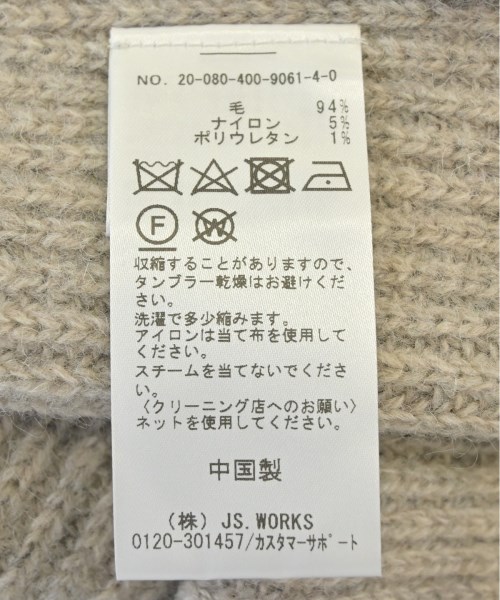 NO. 20-080-400-9061-4-0
毛 94%
ナイロン 5%
ポリウレタン 1%
F W
収縮することがありますので、
タンブラー乾燥はお避けくだ
さい。
洗濯で多少縮みます。
アイロンは当て布を使用して
ください。
スチームを当てないでくださ
い。
〈クリーニング店へのお願い〉
ネットを使用してください。
中国製
（株）JS.WORKS
0120-301457/カスタマーサポート